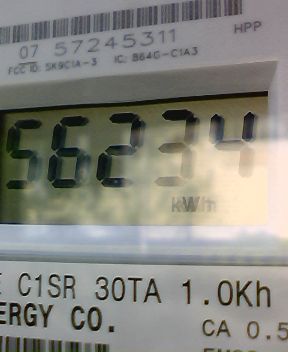 07 57245311 HPP
FCC ID: SK9C1A-3 IC: B64G-C1A3
56234
kWh
E C1SR 30TA 1.0Kh
ERGY CO.
CA 0.5